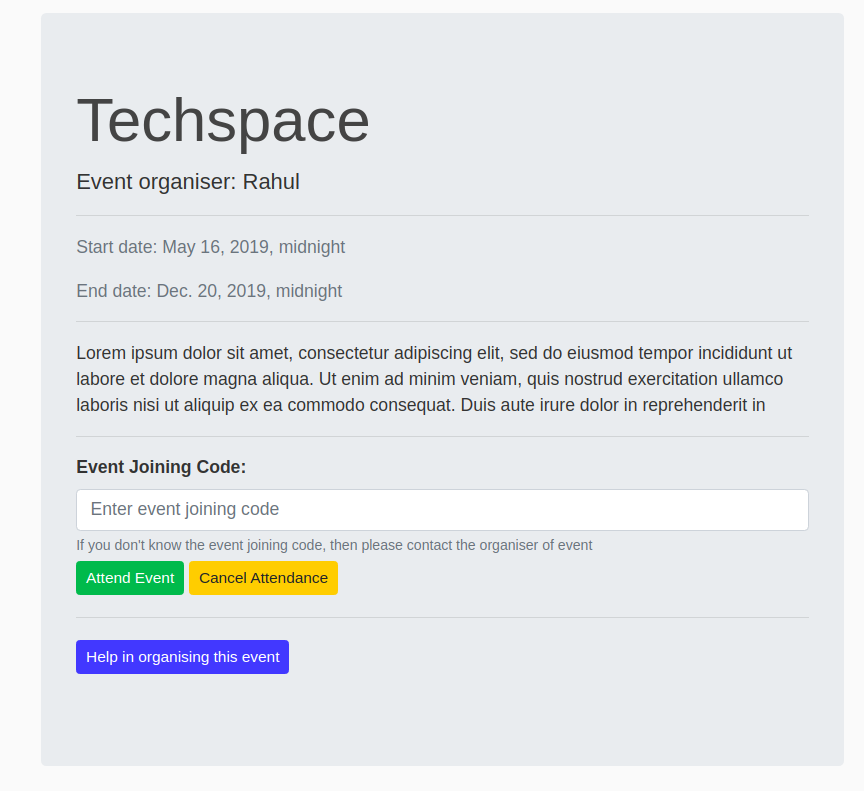 Techspace
Event organiser: Rahul
Start date: May 16, 2019, midnight
End date: Dec. 20, 2019, midnight
Lorem ipsum dolor sit amet, consectetur adipiscing elit, sed do eiusmod tempor incididunt ut
labore et dolore magna aliqua. Ut enim ad minim veniam, quis nostrud exercitation ullamco
laboris nisi ut aliquip ex ea commodo consequat. Duis aute irure dolor in reprehenderit in
Event Joining Code:
Enter event joining code
If you don't know the event joining code, then please contact the organiser of event
Attend Event Cancel Attendance
Help in organising this event